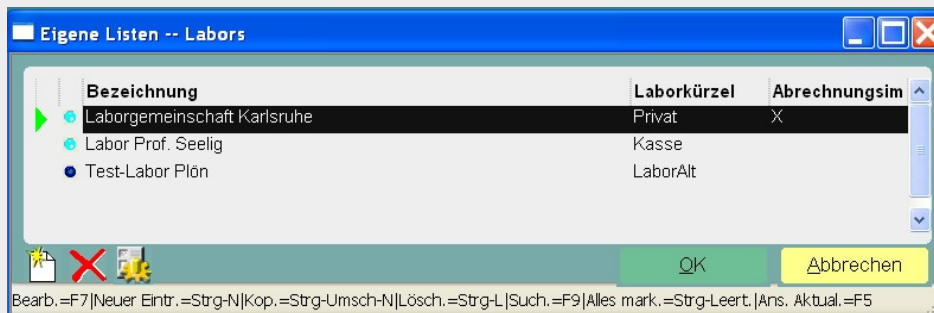 Eigene Listen -- Labors
Bezeichnung Laborkürzel Abrechnungsim
Laborgemeinschaft Karlsruhe Privat X
Labor Prof. Seelig Kasse
Test-Labor Plön LaborAlt
OK Abbrechen
Bearb.=F7|Neuer Eintr.=Strg-N|Kop.=Strg-Umsch-N|Lösch.=Strg-L|Such.=F9|Alles mark.=Strg-Leert.|Ans. Aktual.=F5